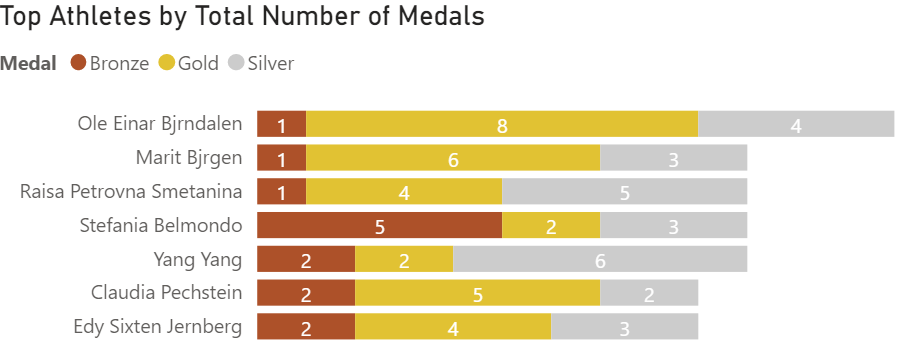 Top Athletes by Total Number of Medals
Medal Bronze Gold Silver
Ole Einar Bjrndalen 1 8 4
Marit Bjrgen 1 6 3
Raisa Petrovna Smetanina 1 4 5
Stefania Belmondo 5 2 3
Yang Yang 2 2 6
Claudia Pechstein 2 5 2
Edy Sixten Jernberg 2 4 3